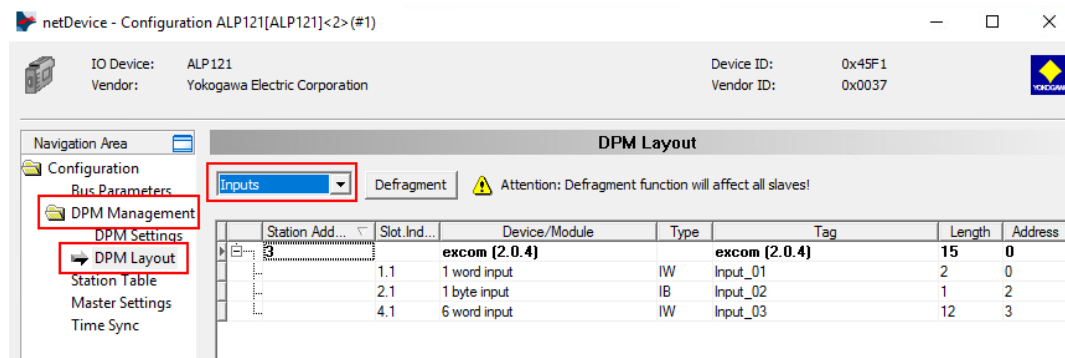 netDevice - Configuration ALP121[ALP121]<2>(#1)
IO Device: ALP121 Device ID: 0x45F1
Vendor: Yokogawa Electric Corporation Vendor ID: 0x0037
YOKOGAWA
Navigation Area
Configuration
Bus Parameters
DPM Management
DPM Settings
DPM Layout
Station Table
Master Settings
Time Sync
DPM Layout
Inputs Defragment Attention: Defragment function will affect all slaves!
Station Add... Slot.Ind... Device/Module Type Tag Length Address
3 excom (2.0.4) excom (2.0.4) 15 0
1.1 1 word input IW Input_01 2 0
2.1 1 byte input IB Input_02 1 2
4.1 6 word input IW Input_03 12 3